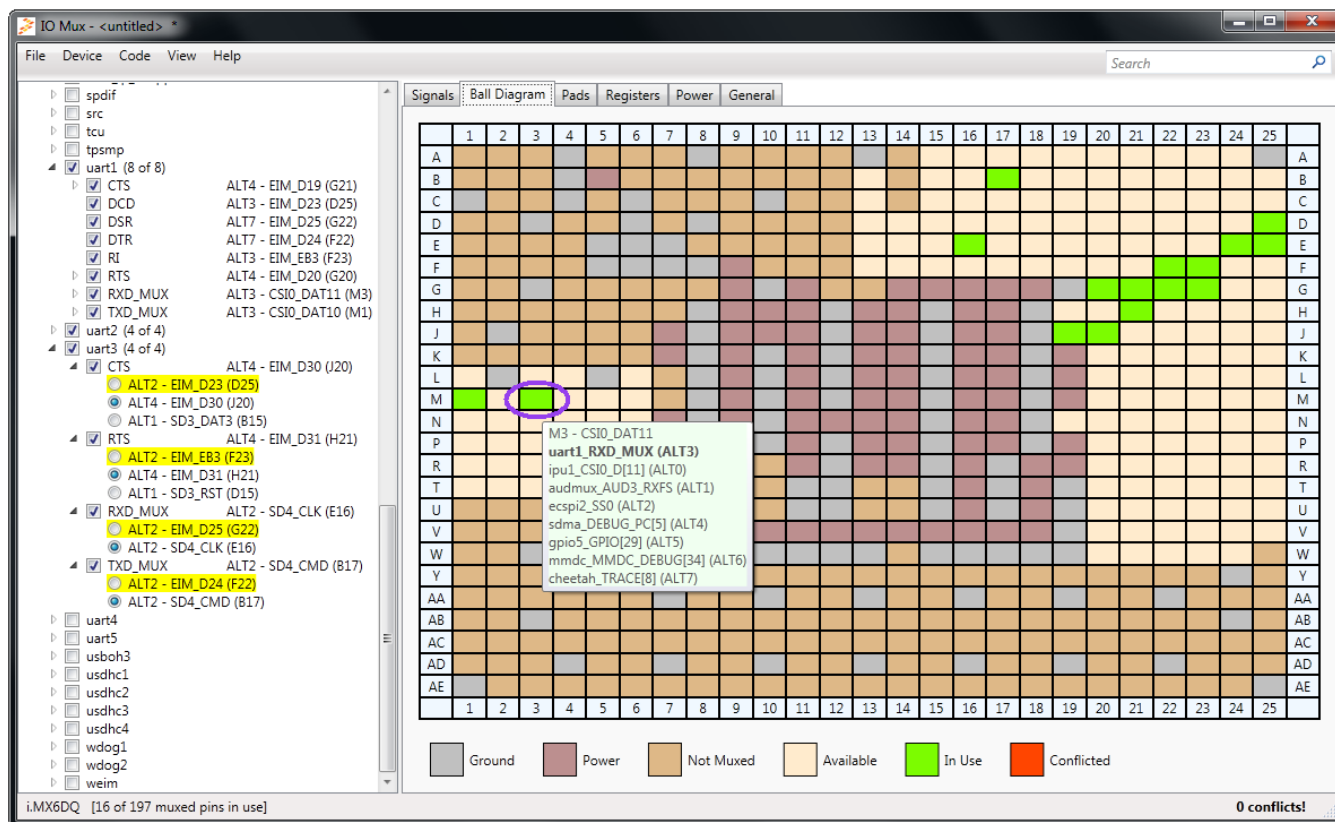 IO Mux - <untitled> *
File Device Code View Help
Search
spdif
src
tcu
tpsmp
uart1 (8 of 8)
CTS ALT4 - EIM_D19 (G21)
DCD ALT3 - EIM_D23 (D25)
DSR ALT7 - EIM_D25 (G22)
DTR ALT7 - EIM_D24 (F22)
RI ALT3 - EIM_EB3 (F23)
RTS ALT4 - EIM_D20 (G20)
RXD_MUX ALT3 - CSI0_DAT11 (M3)
TXD_MUX ALT3 - CSI0_DAT10 (M1)
uart2 (4 of 4)
uart3 (4 of 4)
CTS ALT4 - EIM_D30 (J20)
ALT2 - EIM_D23 (D25)
ALT4 - EIM_D30 (J20)
ALT1 - SD3_DAT3 (B15)
RTS ALT4 - EIM_D31 (H21)
ALT2 - EIM_EB3 (F23)
ALT4 - EIM_D31 (H21)
ALT1 - SD3_RST (D15)
RXD_MUX ALT2 - SD4_CLK (E16)
ALT2 - EIM_D25 (G22)
ALT2 - SD4_CLK (E16)
TXD_MUX ALT2 - SD4_CMD (B17)
ALT2 - EIM_D24 (F22)
ALT2 - SD4_CMD (B17)
uart4
uart5
usboh3
usdhc1
usdhc2
usdhc3
usdhc4
wdog1
wdog2
weim
Signals Ball Diagram Pads Registers Power General
1 2 3 4 5 6 7 8 9 10 11 12 13 14 15 16 17 18 19 20 21 22 23 24 25
A A
B B
C C
D D
E E
F F
G G
H H
J J
K K
L L
M M
N N
P P
R R
T T
U U
V V
W W
Y Y
AA AA
AB AB
AC AC
AD AD
AE AE
1 2 3 4 5 6 7 8 9 10 11 12 13 14 15 16 17 18 19 20 21 22 23 24 25
M3 - CSI0_DAT11
uart1_RXD_MUX (ALT3)
ipu1_CSI0_D[11] (ALT0)
audmux_AUD3_RXFS (ALT1)
ecspi2_SS0 (ALT2)
sdma_DEBUG_PC[5] (ALT4)
gpio5_GPIO[29] (ALT5)
mmdc_MMDC_DEBUG[34] (ALT6)
cheetah_TRACE[8] (ALT7)
Ground Power Not Muxed Available In Use Conflicted
i.MX6DQ [16 of 197 muxed pins in use] 0 conflicts!